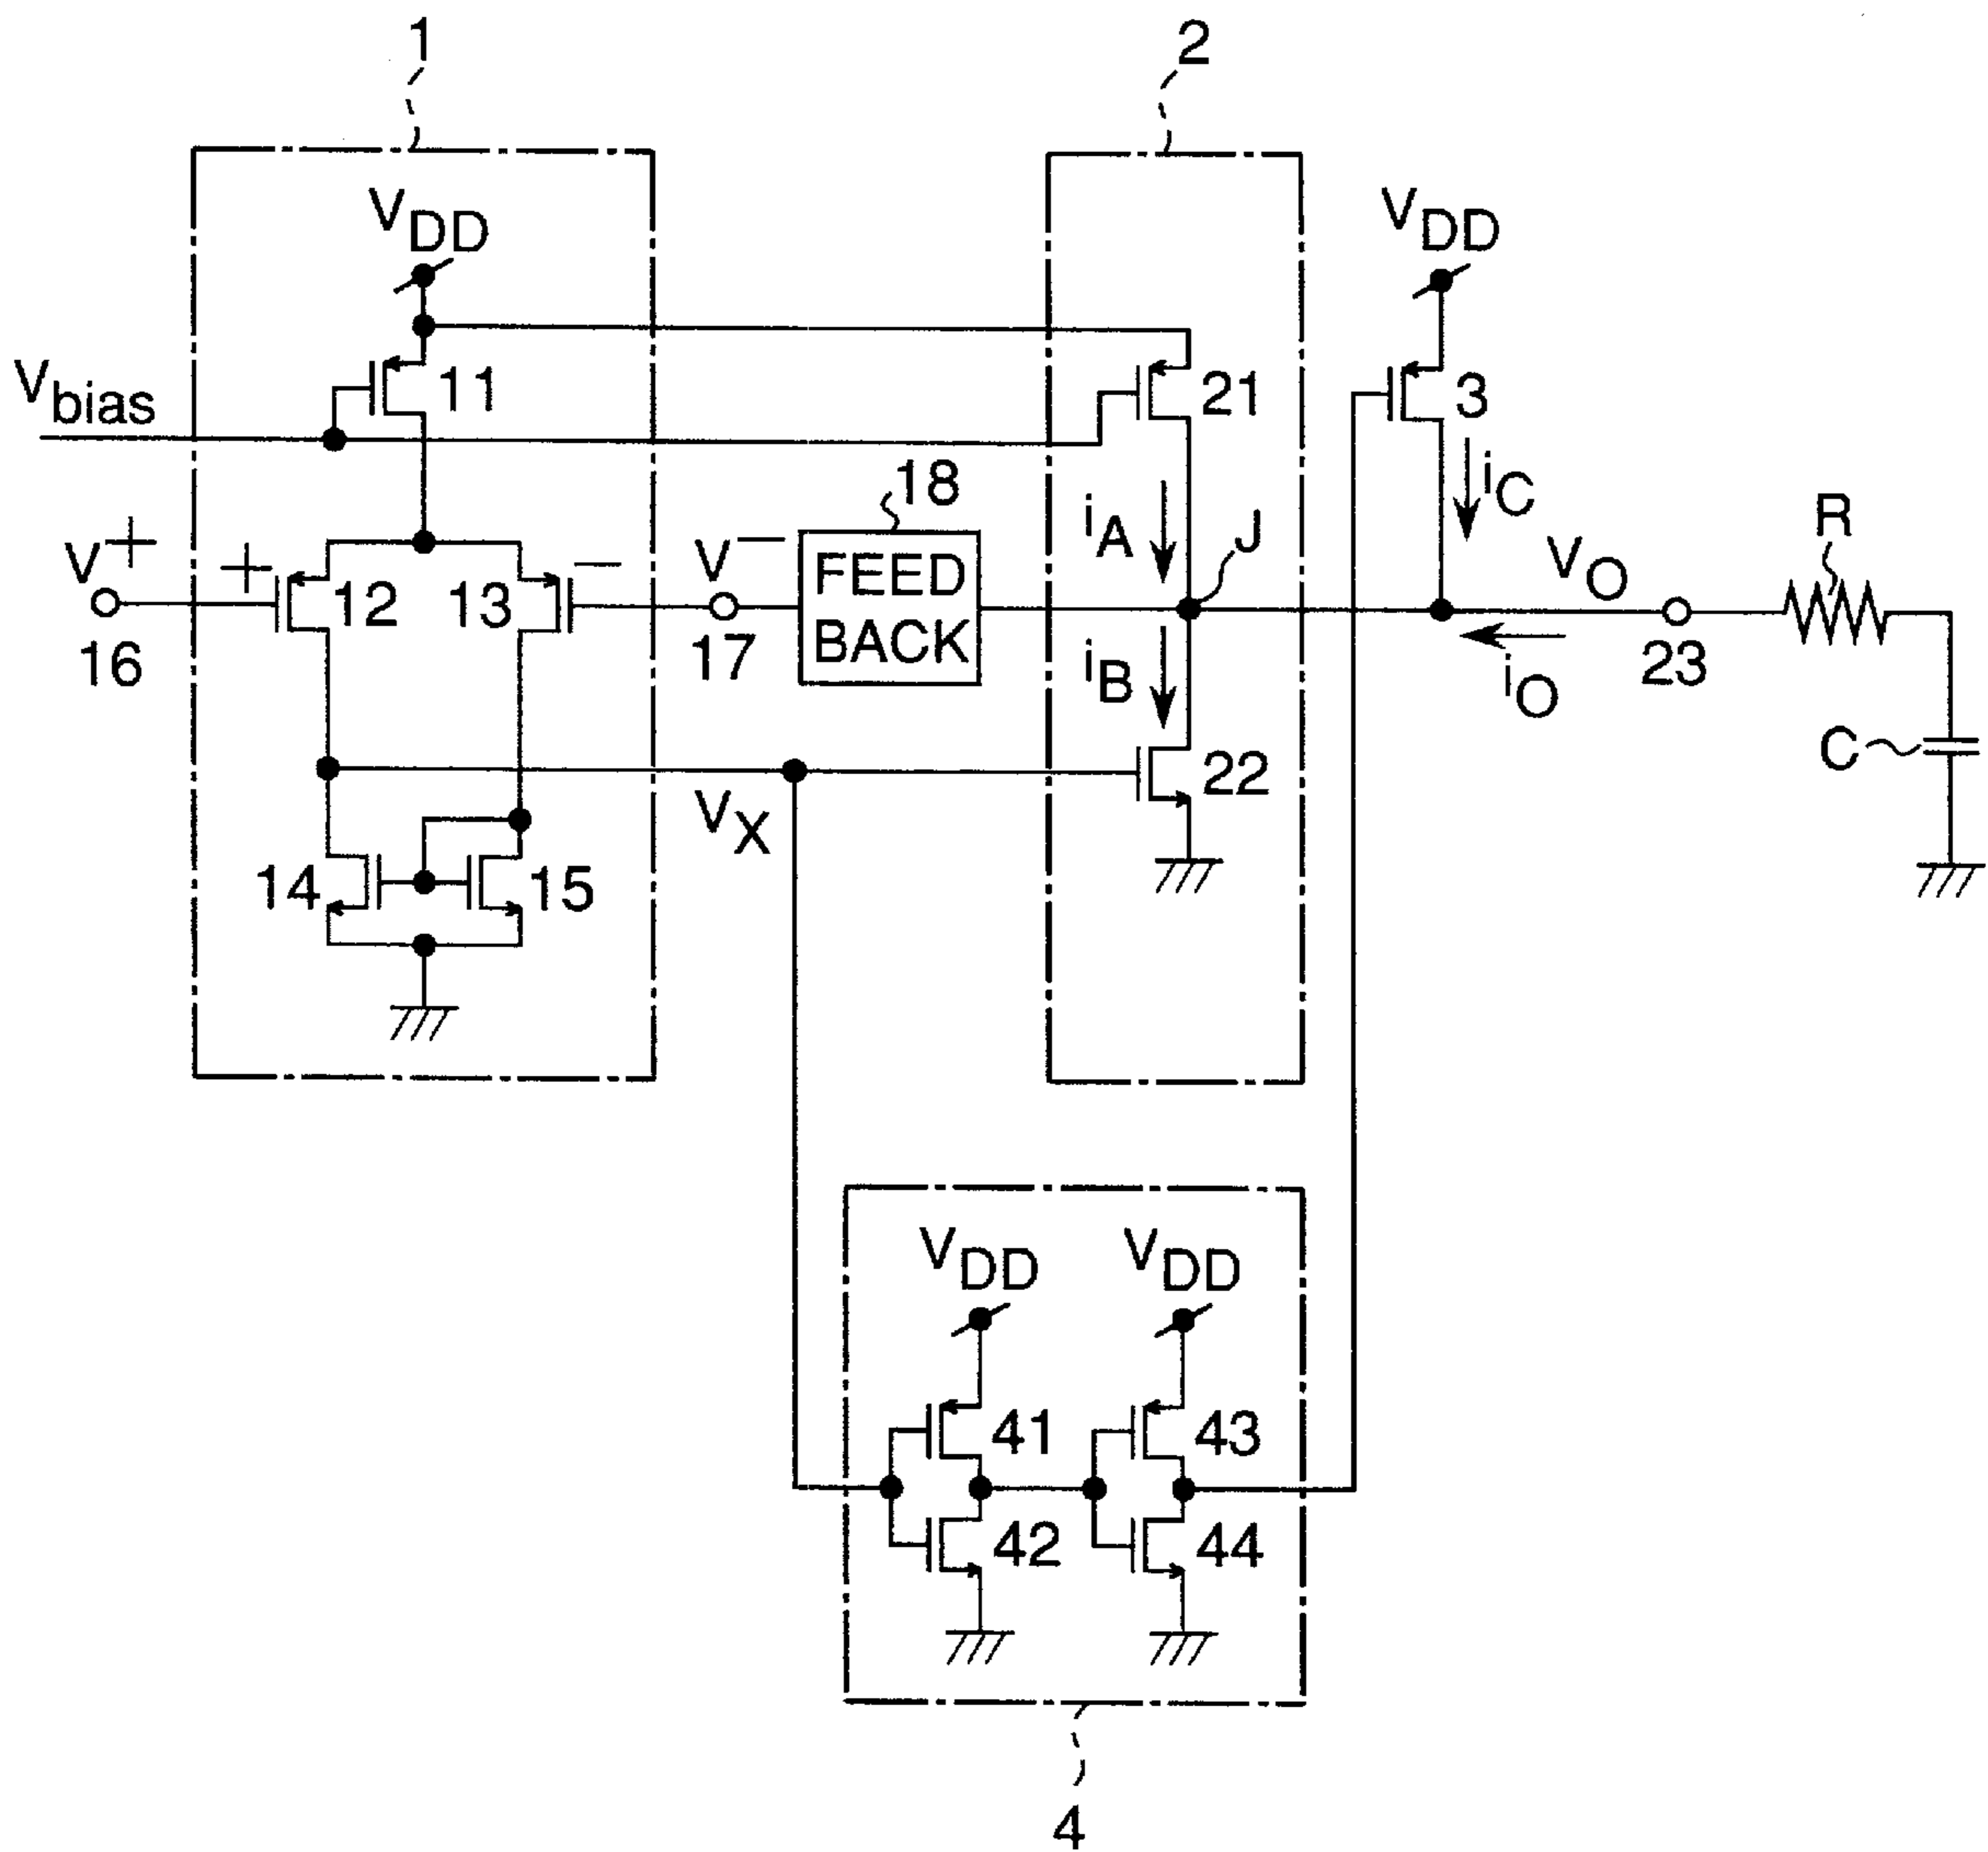 1
2
VDD
VDD
Vbias
11
21
3
18
iA
J
iC
R
V+
+
12
13
−
V−
FEED
BACK
VO
16
17
iB
iO
23
C
22
VX
14
15
VDD
VDD
41
43
42
44
4